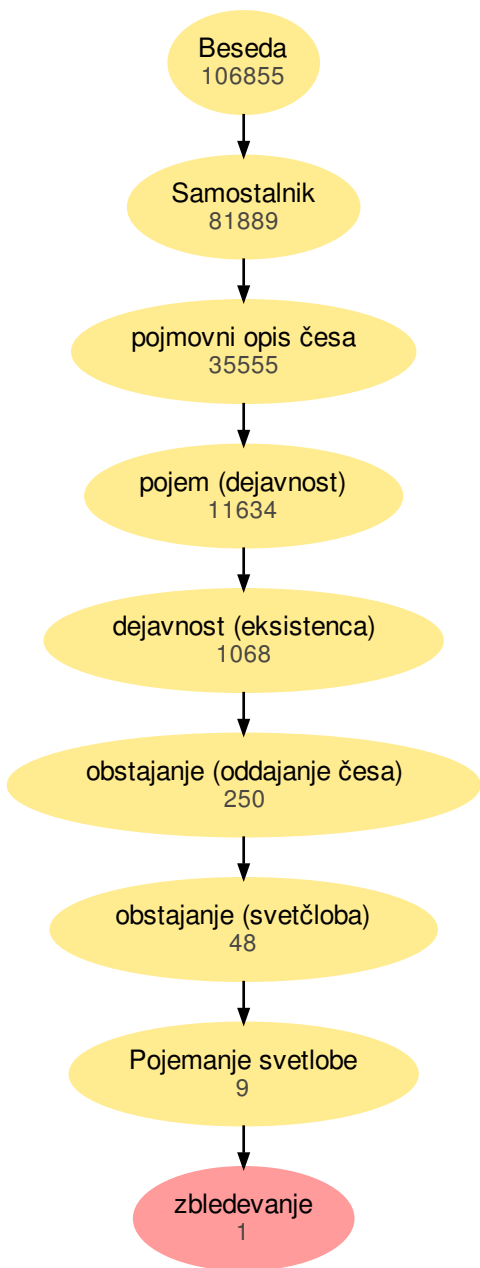 Beseda
106855
Samostalnik
81889
pojmovni opis česa
35555
pojem (dejavnost)
11634
dejavnost (eksistenca)
1068
obstajanje (oddajanje česa)
250
obstajanje (svetčloba)
48
Pojemanje svetlobe
9
zbledevanje
1